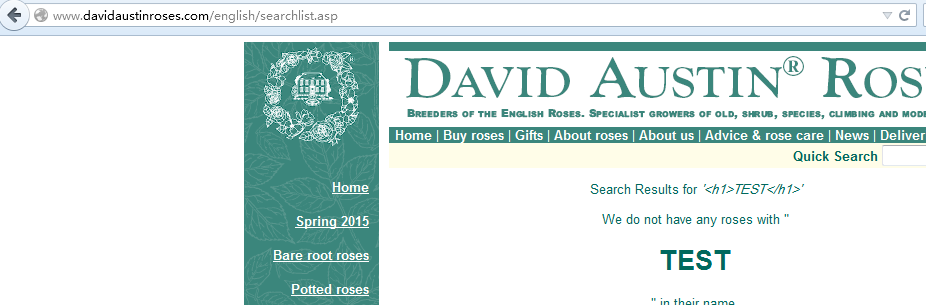 www.davidaustinroses.com/english/searchlist.asp
DAVID AUSTIN® ROS
BREEDERS OF THE ENGLISH ROSES. SPECIALIST GROWERS OF OLD, SHRUB, SPECIES, CLIMBING AND MODE
Home | Buy roses | Gifts | About roses | About us | Advice & rose care | News | Deliver
Quick Search
Home
Spring 2015
Bare root roses
Potted roses
Search Results for '<h1>TEST</h1>'
We do not have any roses with "
TEST
" in their name